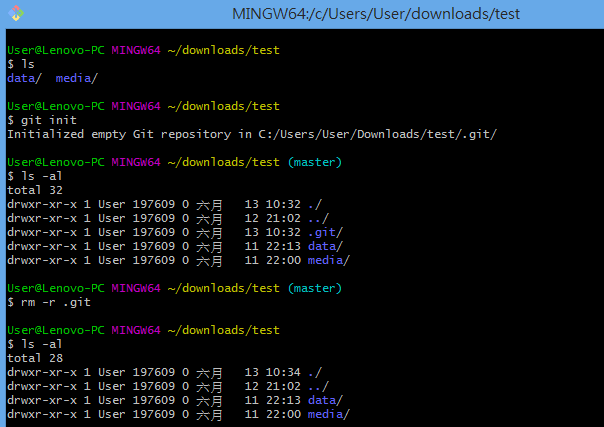 MINGW64:/c/Users/User/downloads/test
User@Lenovo-PC MINGW64 ~/downloads/test
$ ls
data/  media/
User@Lenovo-PC MINGW64 ~/downloads/test
$ git init
Initialized empty Git repository in C:/Users/User/Downloads/test/.git/
User@Lenovo-PC MINGW64 ~/downloads/test (master)
$ ls -al
total 32
drwxr-xr-x 1 User 197609 0 六月   13 10:32 ./
drwxr-xr-x 1 User 197609 0 六月   12 21:02 ../
drwxr-xr-x 1 User 197609 0 六月   13 10:32 .git/
drwxr-xr-x 1 User 197609 0 六月   11 22:13 data/
drwxr-xr-x 1 User 197609 0 六月   11 22:00 media/
User@Lenovo-PC MINGW64 ~/downloads/test (master)
$ rm -r .git
User@Lenovo-PC MINGW64 ~/downloads/test
$ ls -al
total 28
drwxr-xr-x 1 User 197609 0 六月   13 10:34 ./
drwxr-xr-x 1 User 197609 0 六月   12 21:02 ../
drwxr-xr-x 1 User 197609 0 六月   11 22:13 data/
drwxr-xr-x 1 User 197609 0 六月   11 22:00 media/